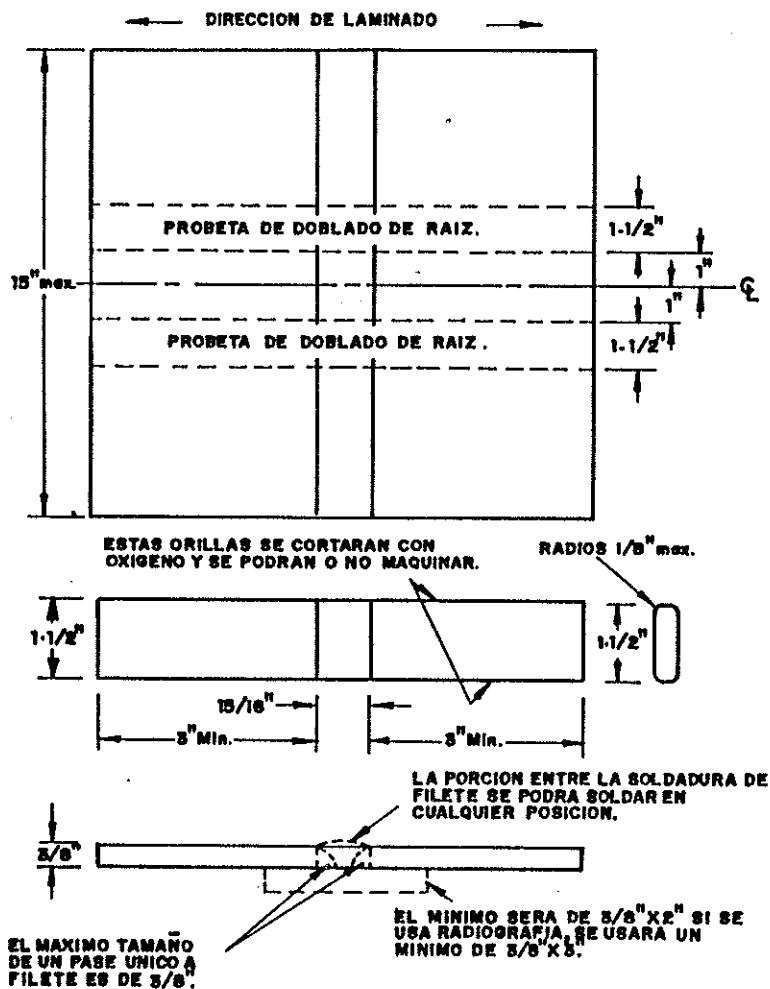 DIRECCION DE LAMINADO
PROBETA DE DOBLADO DE RAIZ.
1-1/2"
1"
15" max.
℄
1"
PROBETA DE DOBLADO DE RAIZ.
1-1/2"
ESTAS ORILLAS SE CORTARAN CON
OXIGENO Y SE PODRAN O NO MAQUINAR.
RADIOS 1/8" max.
1-1/2"
1-1/2"
15/16"
3" Min.
3" Min.
LA PORCION ENTRE LA SOLDADURA DE
FILETE SE PODRA SOLDAR EN
CUALQUIER POSICION.
3/8"
EL MAXIMO TAMAÑO
DE UN PASE UNICO A
FILETE ES DE 3/8".
EL MINIMO SERA DE 3/8" X 2" SI SE
USA RADIOGRAFIA, SE USARA UN
MINIMO DE 3/8" X 3".